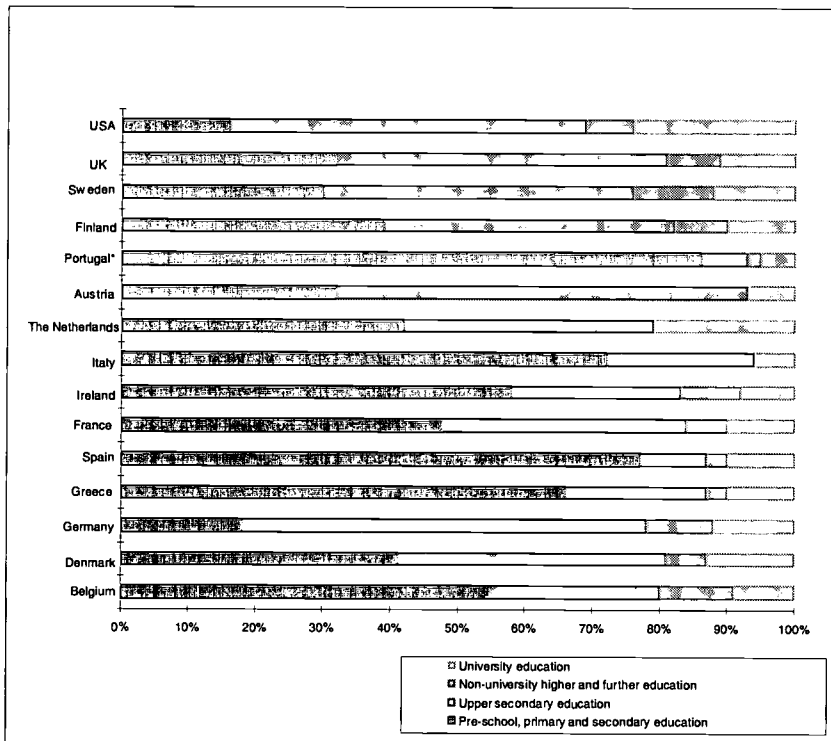 USA
UK
Sweden
Finland
Portugal*
Austria
The Netherlands
Italy
Ireland
France
Spain
Greece
Germany
Denmark
Belgium
0% 10% 20% 30% 40% 50% 60% 70% 80% 90% 100%
University education
Non-university higher and further education
Upper secondary education
Pre-school, primary and secondary education